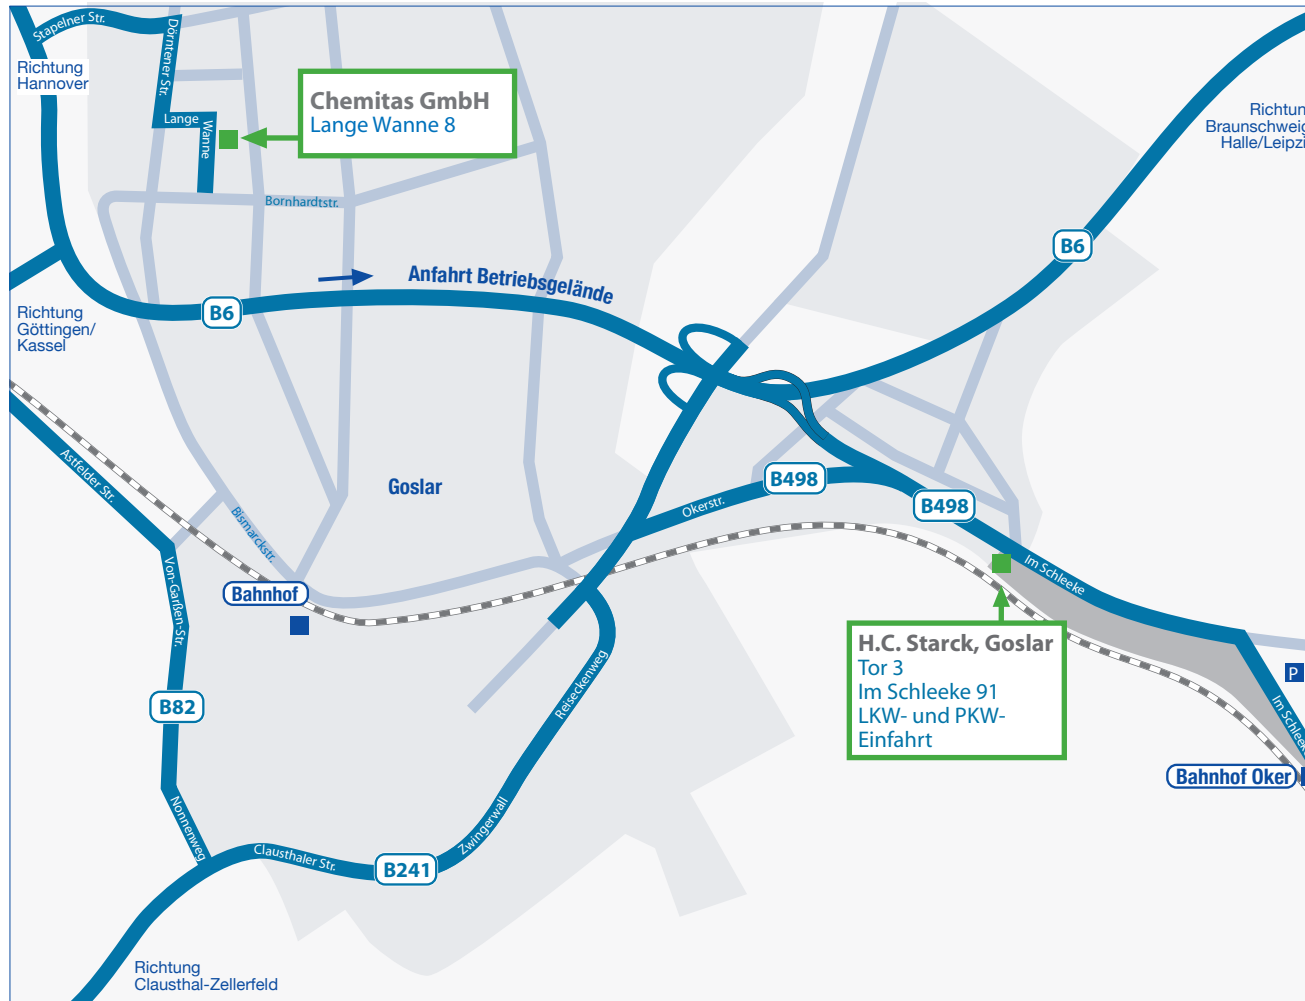 Stapelner Str.
Dörntener Str.
Richtung
Hannover
Chemitas GmbH
Lange Wanne 8
Lange
Wanne
Richtung
Braunschweig
Halle/Leipzi
Bornhardtstr.
B6
Anfahrt Betriebsgelände
B6
Richtung
Göttingen/
Kassel
Astfelder Str.
Goslar
B498
Okerstr.
B498
Bismarckstr.
Von-Garßen-Str.
Im Schleeke
Bahnhof
H.C. Starck, Goslar
Tor 3
Im Schleeke 91
LKW- und PKW-
Einfahrt
Reiseckenweg
P
B82
Im Schleeke
Bahnhof Oker
Nonnenweg
Zwingerwall
Clausthaler Str.
B241
Richtung
Clausthal-Zellerfeld